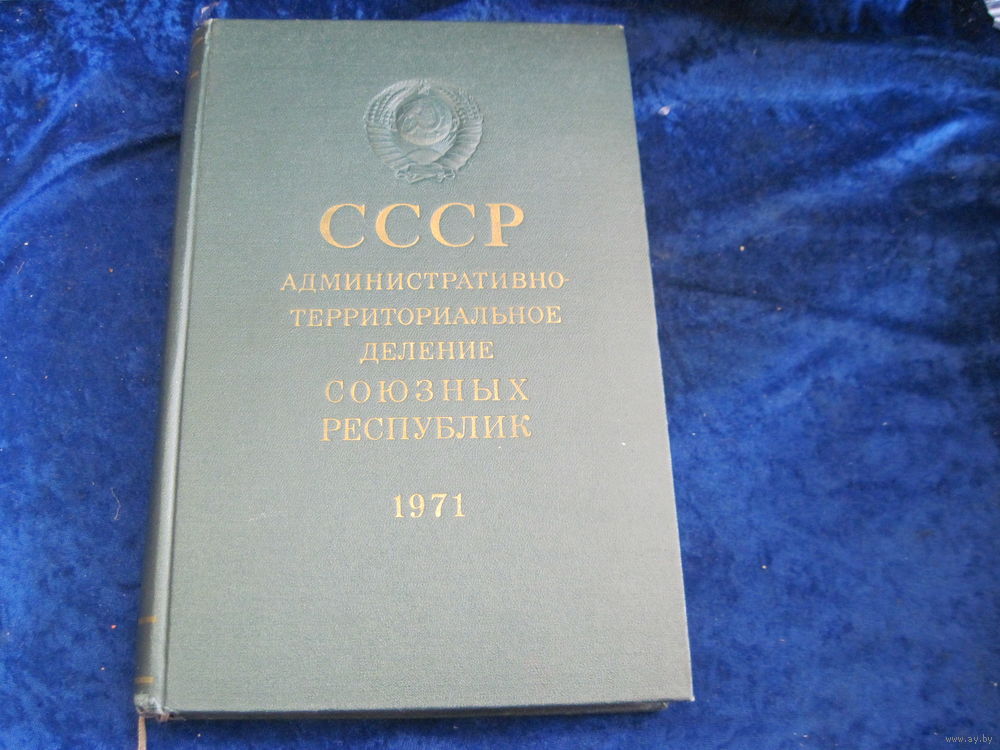 СССР
АДМИНИСТРАТИВНО-
ТЕРРИТОРИАЛЬНОЕ
ДЕЛЕНИЕ
СОЮЗНЫХ
РЕСПУБЛИК
1971
www.ay.by